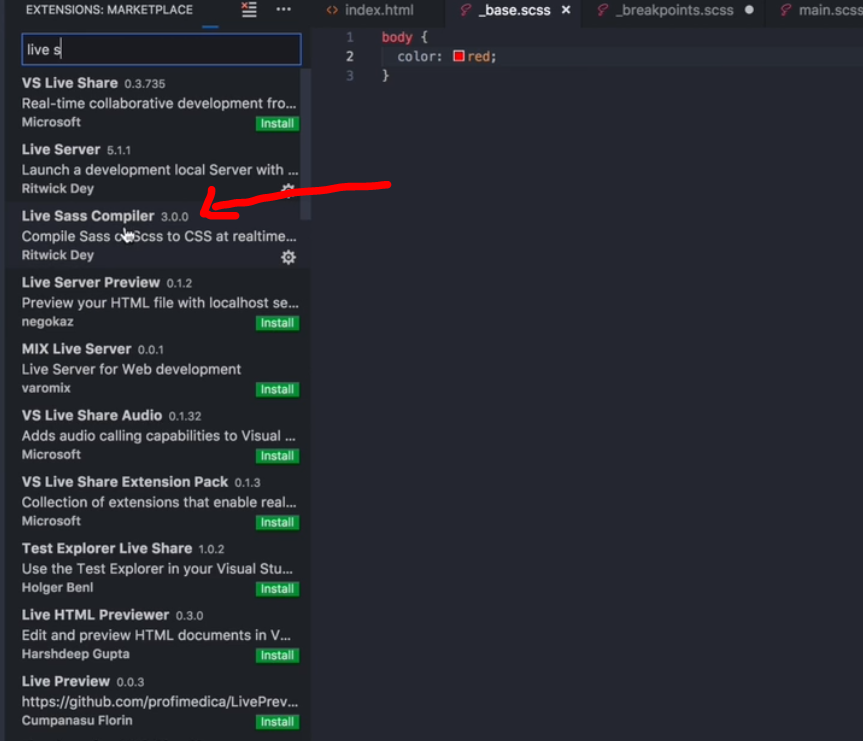 EXTENSIONS: MARKETPLACE
live s
VS Live Share 0.3.735
Real-time collaborative development fro...
Microsoft Install
Live Server 5.1.1
Launch a development local Server with ...
Ritwick Dey
Live Sass Compiler 3.0.0
Compile Sass or Scss to CSS at realtime...
Ritwick Dey
Live Server Preview 0.1.2
Preview your HTML file with localhost se...
negokaz Install
MIX Live Server 0.0.1
Live Server for Web development
varomix Install
VS Live Share Audio 0.1.32
Adds audio calling capabilities to Visual ...
Microsoft Install
VS Live Share Extension Pack 0.1.3
Collection of extensions that enable real...
Microsoft Install
Test Explorer Live Share 1.0.2
Use the Test Explorer in your Visual Stu...
Holger Benl Install
Live HTML Previewer 0.3.0
Edit and preview HTML documents in V...
Harshdeep Gupta Install
Live Preview 0.0.3
https://github.com/profimedica/LivePrev...
Cumpanasu Florin Install
index.html _base.scss _breakpoints.scss main.scss
1 body {
2 color: red;
3 }